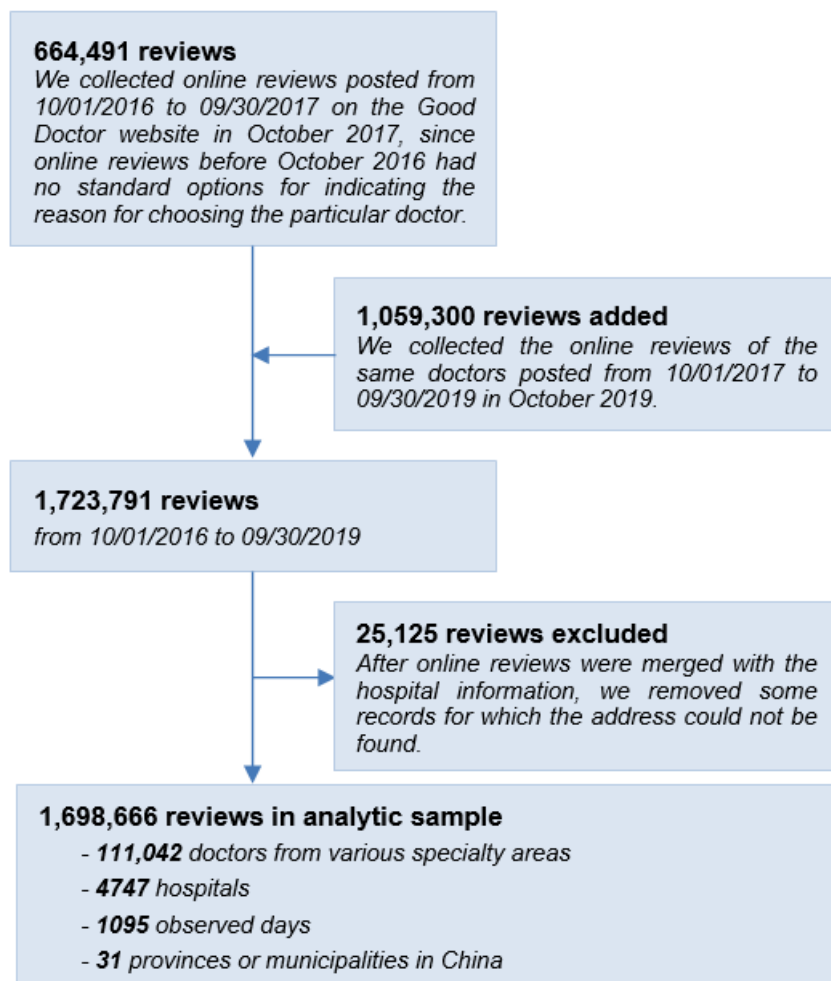 664,491 reviews
We collected online reviews posted from
10/01/2016 to 09/30/2017 on the Good
Doctor website in October 2017, since
online reviews before October 2016 had
no standard options for indicating the
reason for choosing the particular doctor.
1,059,300 reviews added
We collected the online reviews of the
same doctors posted from 10/01/2017 to
09/30/2019 in October 2019.
1,723,791 reviews
from 10/01/2016 to 09/30/2019
25,125 reviews excluded
After online reviews were merged with the
hospital information, we removed some
records for which the address could not be
found.
1,698,666 reviews in analytic sample
- 111,042 doctors from various specialty areas
- 4747 hospitals
- 1095 observed days
- 31 provinces or municipalities in China